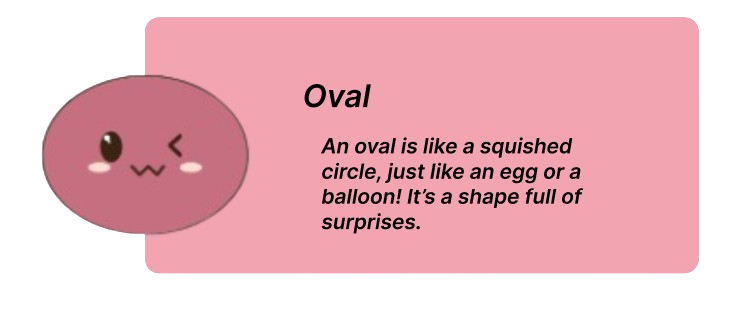 Oval
An oval is like a squished
circle, just like an egg or a
balloon! It’s a shape full of
surprises.